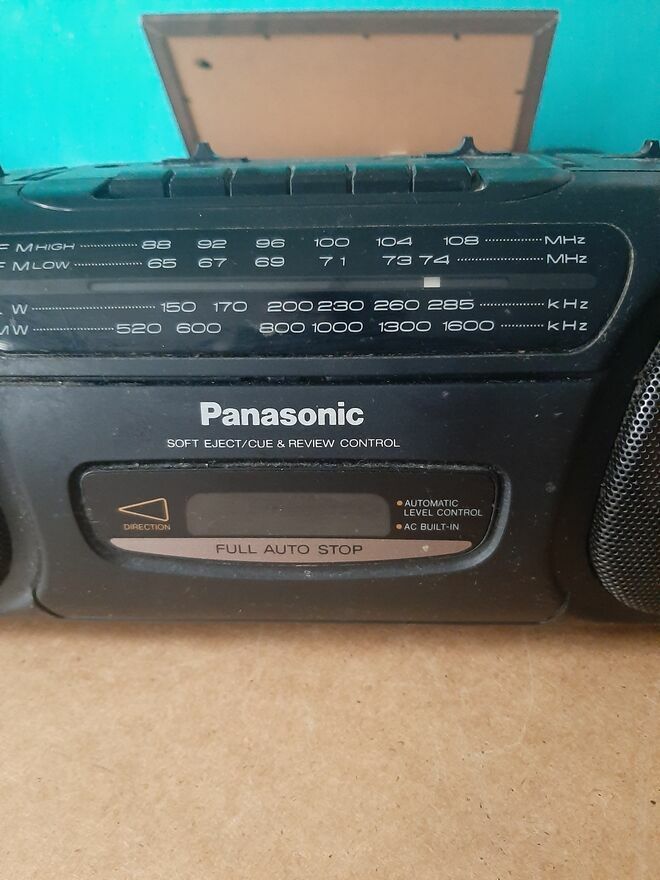 F M HIGH 88 92 96 100 104 108 MHz
F M LOW 65 67 69 71 73 74 MHz
L W 150 170 200 230 260 285 kHz
MW 520 600 800 1000 1300 1600 kHz
Panasonic
SOFT EJECT/CUE & REVIEW CONTROL
DIRECTION
• AUTOMATIC
LEVEL CONTROL
• AC BUILT-IN
FULL AUTO STOP